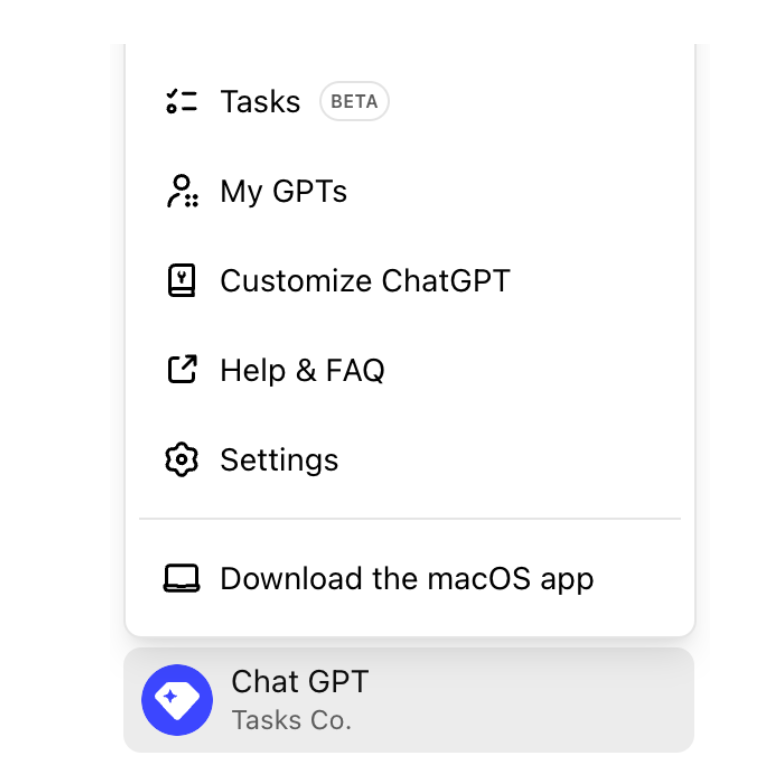 Tasks BETA
My GPTs
Customize ChatGPT
Help & FAQ
Settings
Download the macOS app
Chat GPT
Tasks Co.